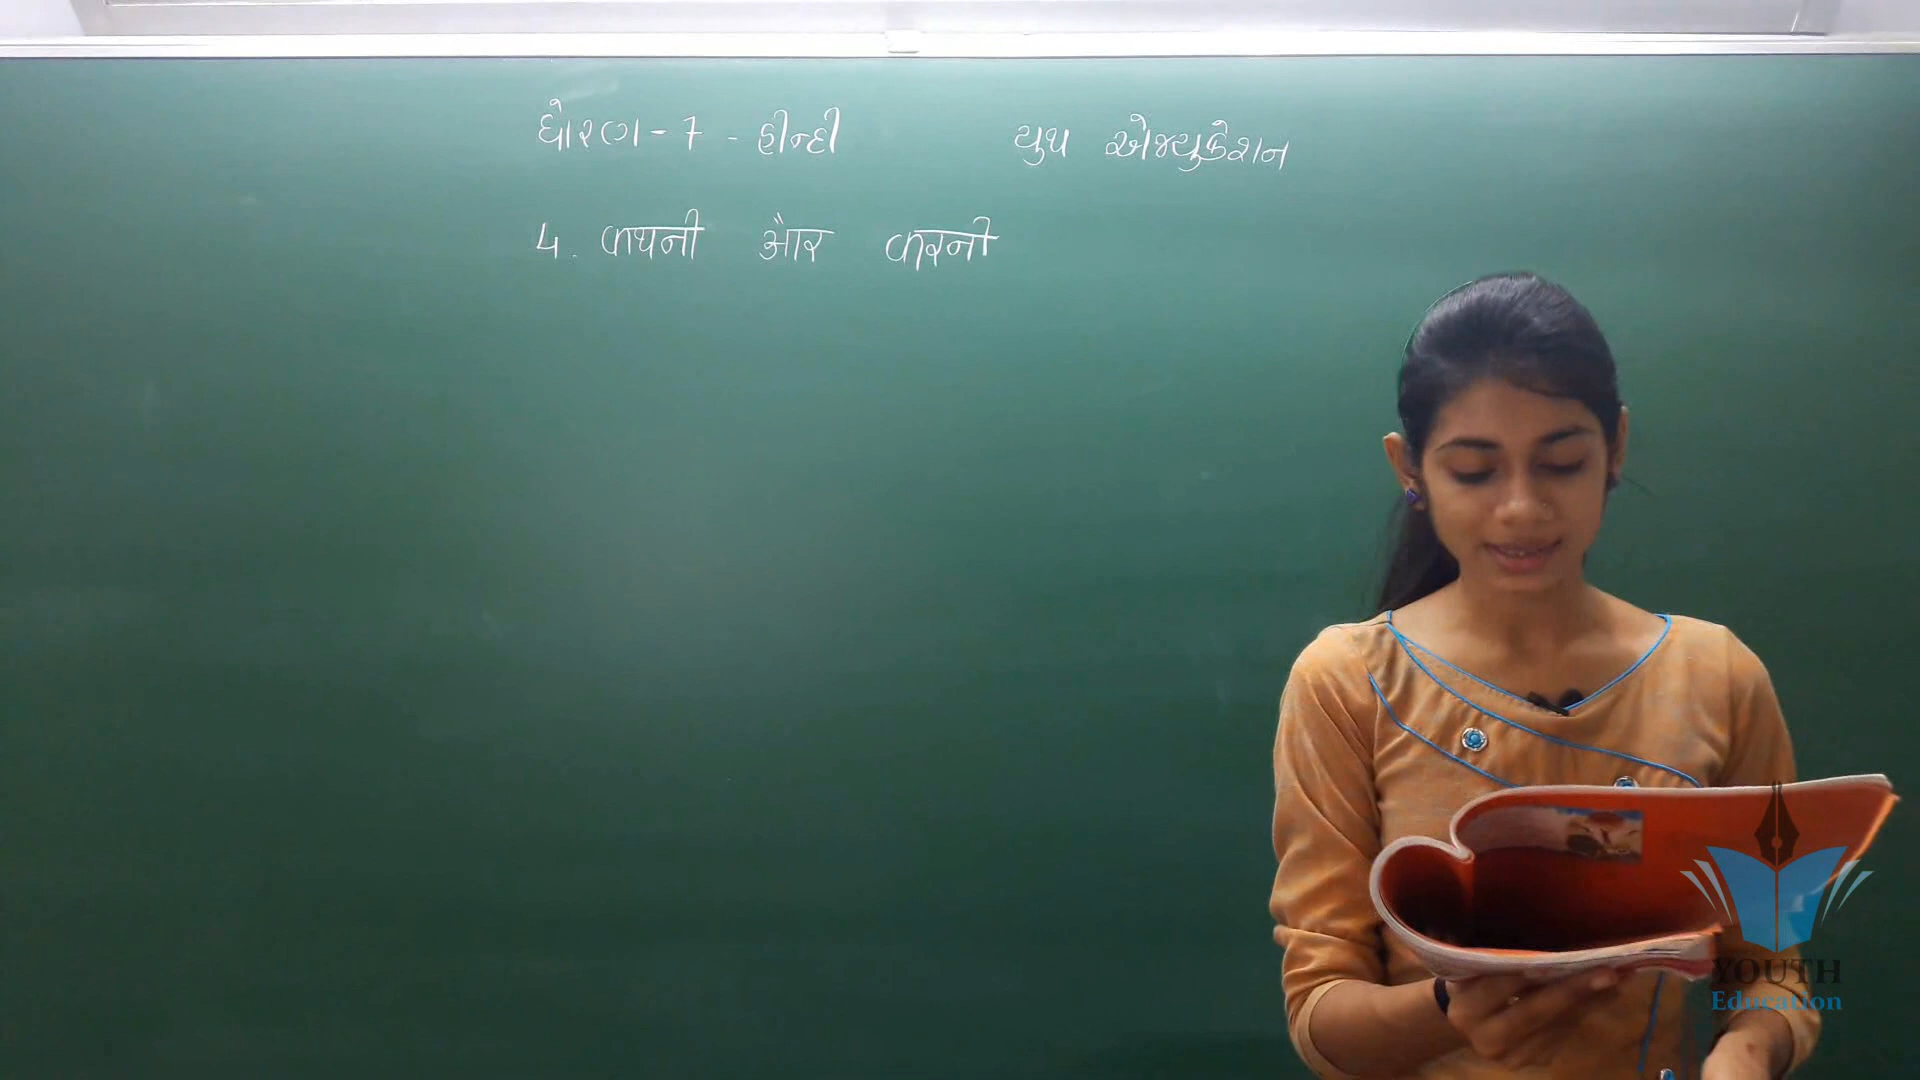 ધોરણ - 7 - હીન્દી યુથ એજ્યુકેશન
4. कथनी और करनी
YOUTH
Education